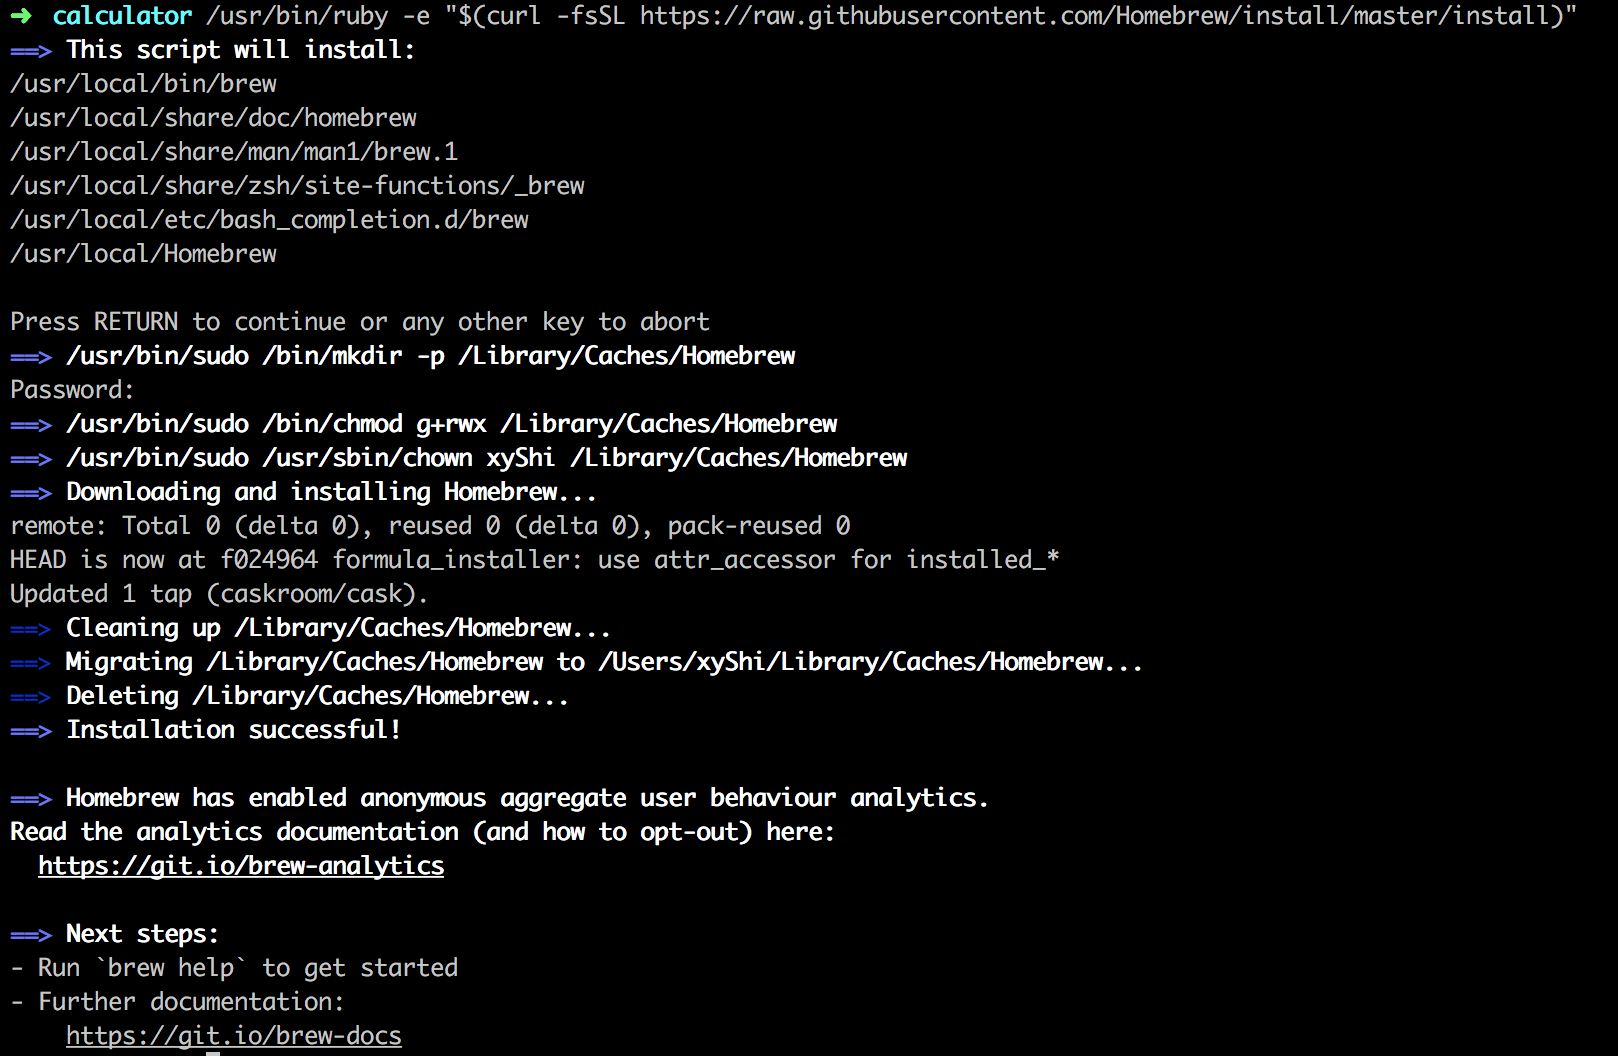 ➜ calculator /usr/bin/ruby -e "$(curl -fsSL https://raw.githubusercontent.com/Homebrew/install/master/install)"
==> This script will install:
/usr/local/bin/brew
/usr/local/share/doc/homebrew
/usr/local/share/man/man1/brew.1
/usr/local/share/zsh/site-functions/_brew
/usr/local/etc/bash_completion.d/brew
/usr/local/Homebrew
Press RETURN to continue or any other key to abort
==> /usr/bin/sudo /bin/mkdir -p /Library/Caches/Homebrew
Password:
==> /usr/bin/sudo /bin/chmod g+rwx /Library/Caches/Homebrew
==> /usr/bin/sudo /usr/sbin/chown xyShi /Library/Caches/Homebrew
==> Downloading and installing Homebrew...
remote: Total 0 (delta 0), reused 0 (delta 0), pack-reused 0
HEAD is now at f024964 formula_installer: use attr_accessor for installed_*
Updated 1 tap (caskroom/cask).
==> Cleaning up /Library/Caches/Homebrew...
==> Migrating /Library/Caches/Homebrew to /Users/xyShi/Library/Caches/Homebrew...
==> Deleting /Library/Caches/Homebrew...
==> Installation successful!
==> Homebrew has enabled anonymous aggregate user behaviour analytics.
Read the analytics documentation (and how to opt-out) here:
https://git.io/brew-analytics
==> Next steps:
- Run `brew help` to get started
- Further documentation:
https://git.io/brew-docs